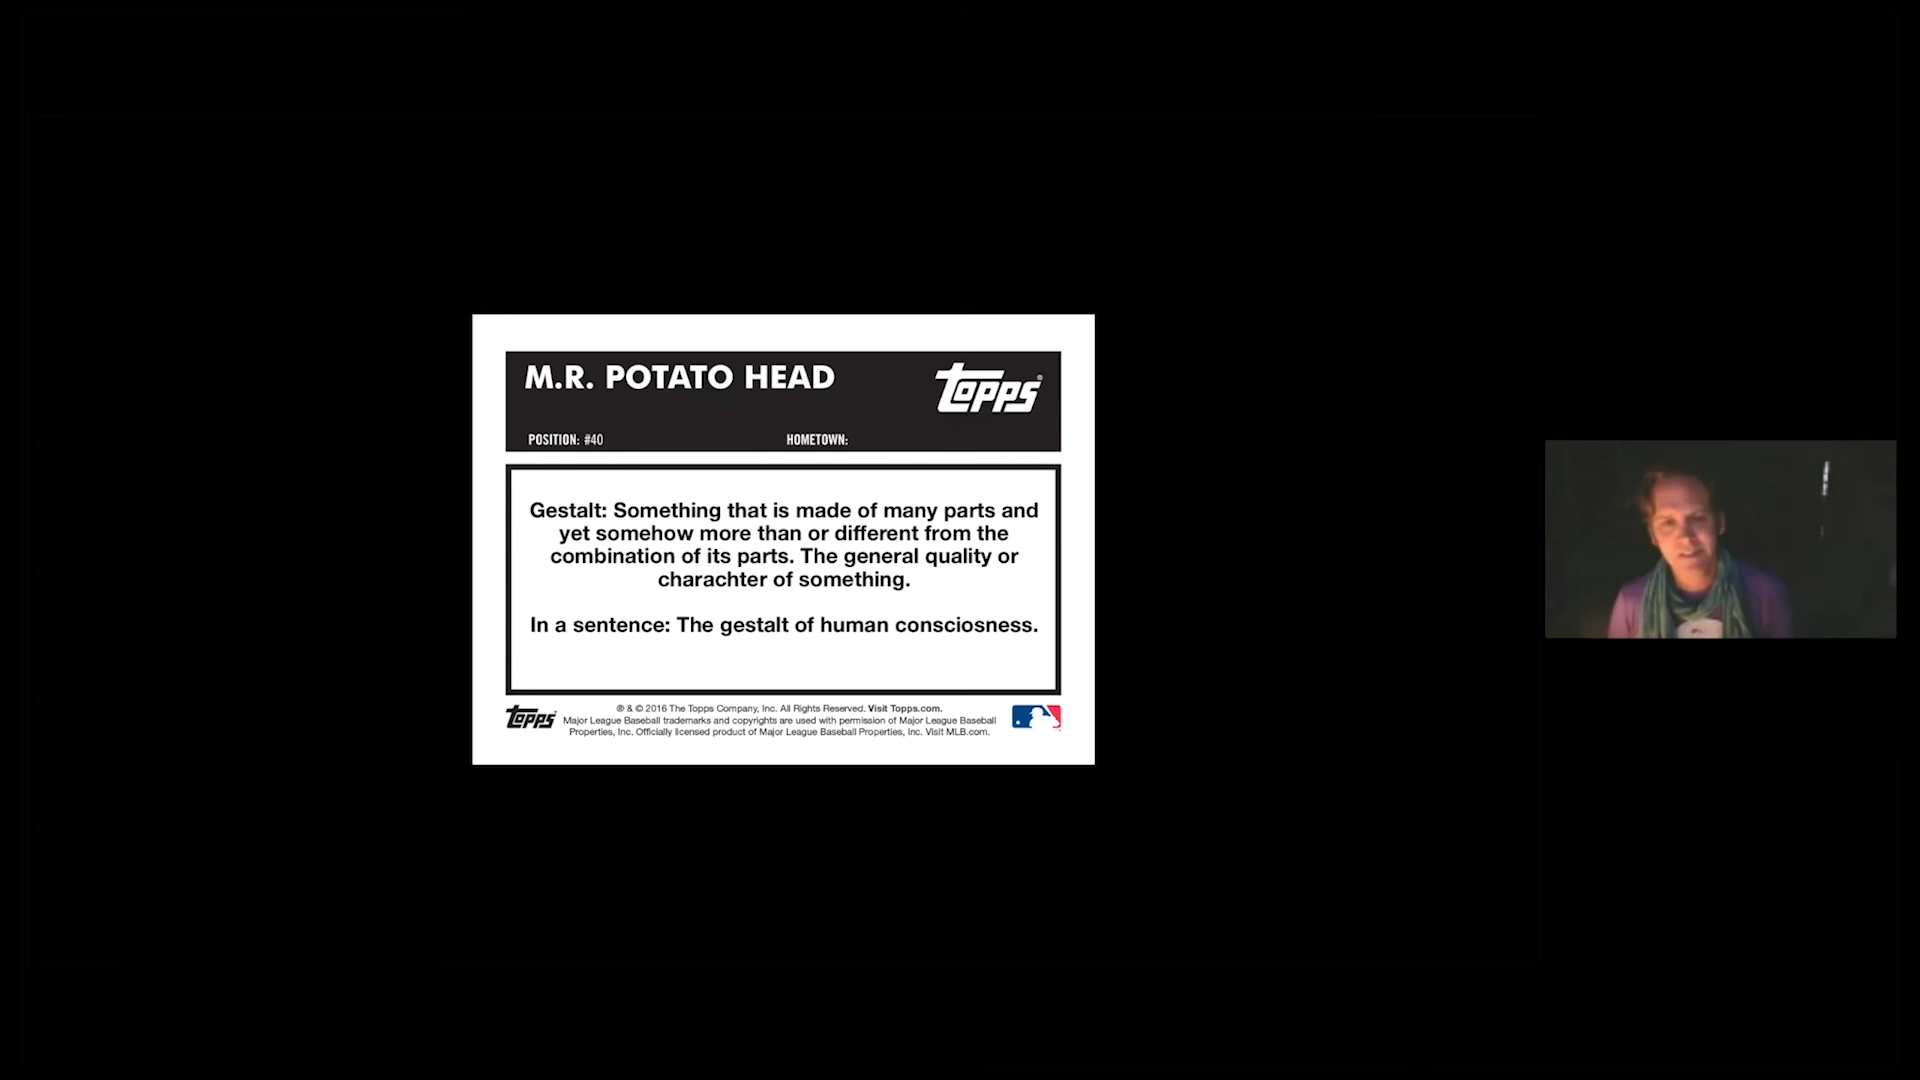 M.R. POTATO HEAD
Topps®
POSITION: #40
HOMETOWN:
Gestalt: Something that is made of many parts and
yet somehow more than or different from the
combination of its parts. The general quality or
charachter of something.
In a sentence: The gestalt of human consciosness.
Topps
® & © 2016 The Topps Company, Inc. All Rights Reserved. Visit Topps.com.
Major League Baseball trademarks and copyrights are used with permission of Major League Baseball
Properties, Inc. Officially licensed product of Major League Baseball Properties, Inc. Visit MLB.com.